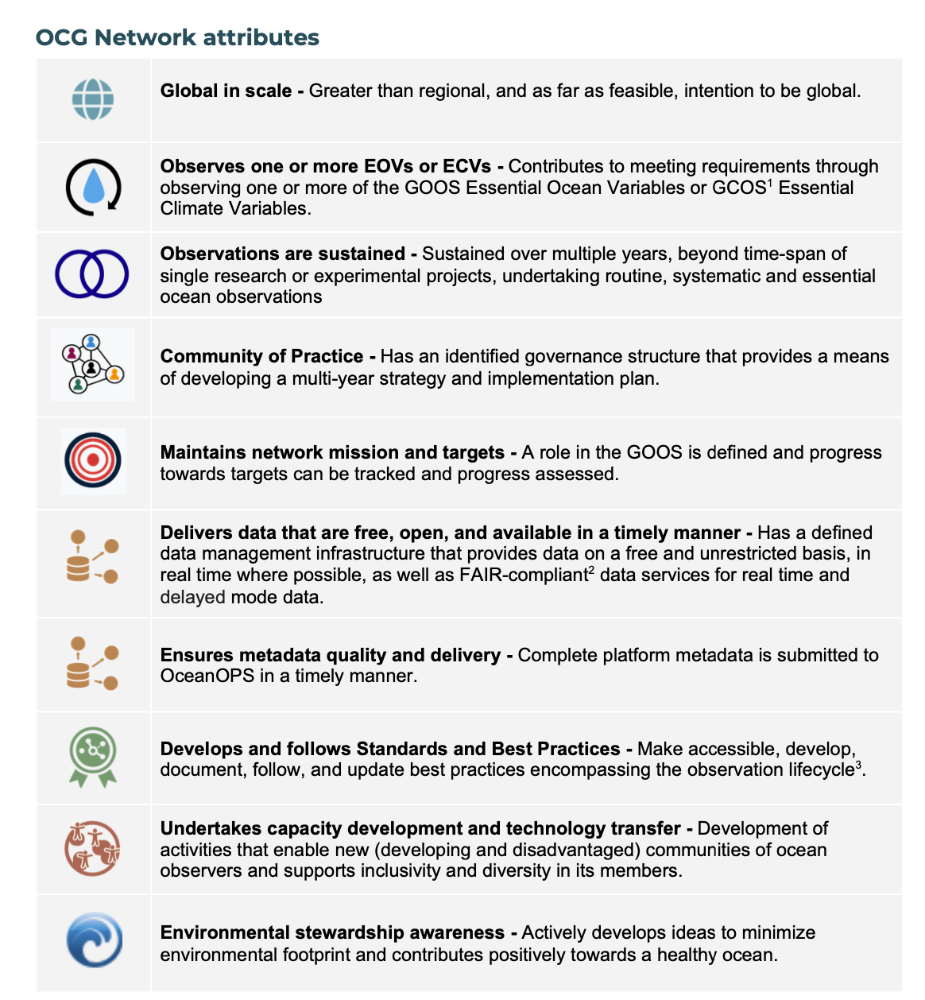 OCG Network attributes
Global in scale - Greater than regional, and as far as feasible, intention to be global.
Observes one or more EOVs or ECVs - Contributes to meeting requirements through
observing one or more of the GOOS Essential Ocean Variables or GCOS¹ Essential
Climate Variables.
Observations are sustained - Sustained over multiple years, beyond time-span of
single research or experimental projects, undertaking routine, systematic and essential
ocean observations
Community of Practice - Has an identified governance structure that provides a means
of developing a multi-year strategy and implementation plan.
Maintains network mission and targets - A role in the GOOS is defined and progress
towards targets can be tracked and progress assessed.
Delivers data that are free, open, and available in a timely manner - Has a defined
data management infrastructure that provides data on a free and unrestricted basis, in
real time where possible, as well as FAIR-compliant² data services for real time and
delayed mode data.
Ensures metadata quality and delivery - Complete platform metadata is submitted to
OceanOPS in a timely manner.
Develops and follows Standards and Best Practices - Make accessible, develop,
document, follow, and update best practices encompassing the observation lifecycle³.
Undertakes capacity development and technology transfer - Development of
activities that enable new (developing and disadvantaged) communities of ocean
observers and supports inclusivity and diversity in its members.
Environmental stewardship awareness - Actively develops ideas to minimize
environmental footprint and contributes positively towards a healthy ocean.